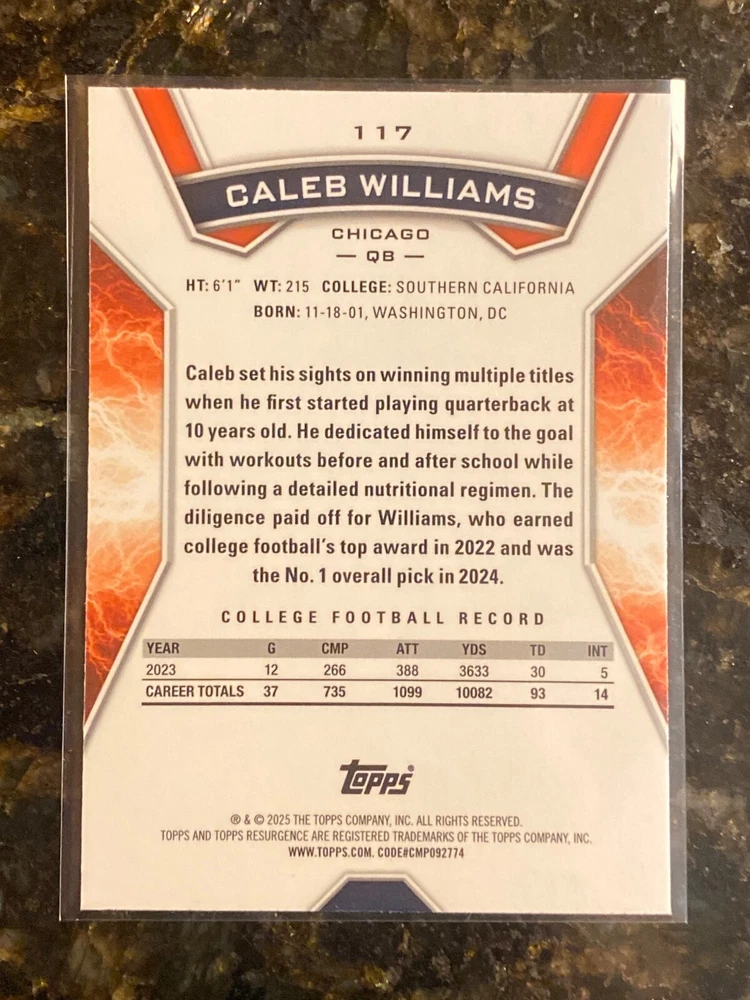 117
CALEB WILLIAMS
CHICAGO
— QB —
HT: 6'1" WT: 215 COLLEGE: SOUTHERN CALIFORNIA
BORN: 11-18-01, WASHINGTON, DC
Caleb set his sights on winning multiple titles
when he first started playing quarterback at
10 years old. He dedicated himself to the goal
with workouts before and after school while
following a detailed nutritional regimen. The
diligence paid off for Williams, who earned
college football's top award in 2022 and was
the No. 1 overall pick in 2024.
COLLEGE FOOTBALL RECORD
YEAR G CMP ATT YDS TD INT
2023 12 266 388 3633 30 5
CAREER TOTALS 37 735 1099 10082 93 14
Topps®
® & © 2025 THE TOPPS COMPANY, INC. ALL RIGHTS RESERVED.
TOPPS AND TOPPS RESURGENCE ARE REGISTERED TRADEMARKS OF THE TOPPS COMPANY, INC.
WWW.TOPPS.COM. CODE#CMP092774